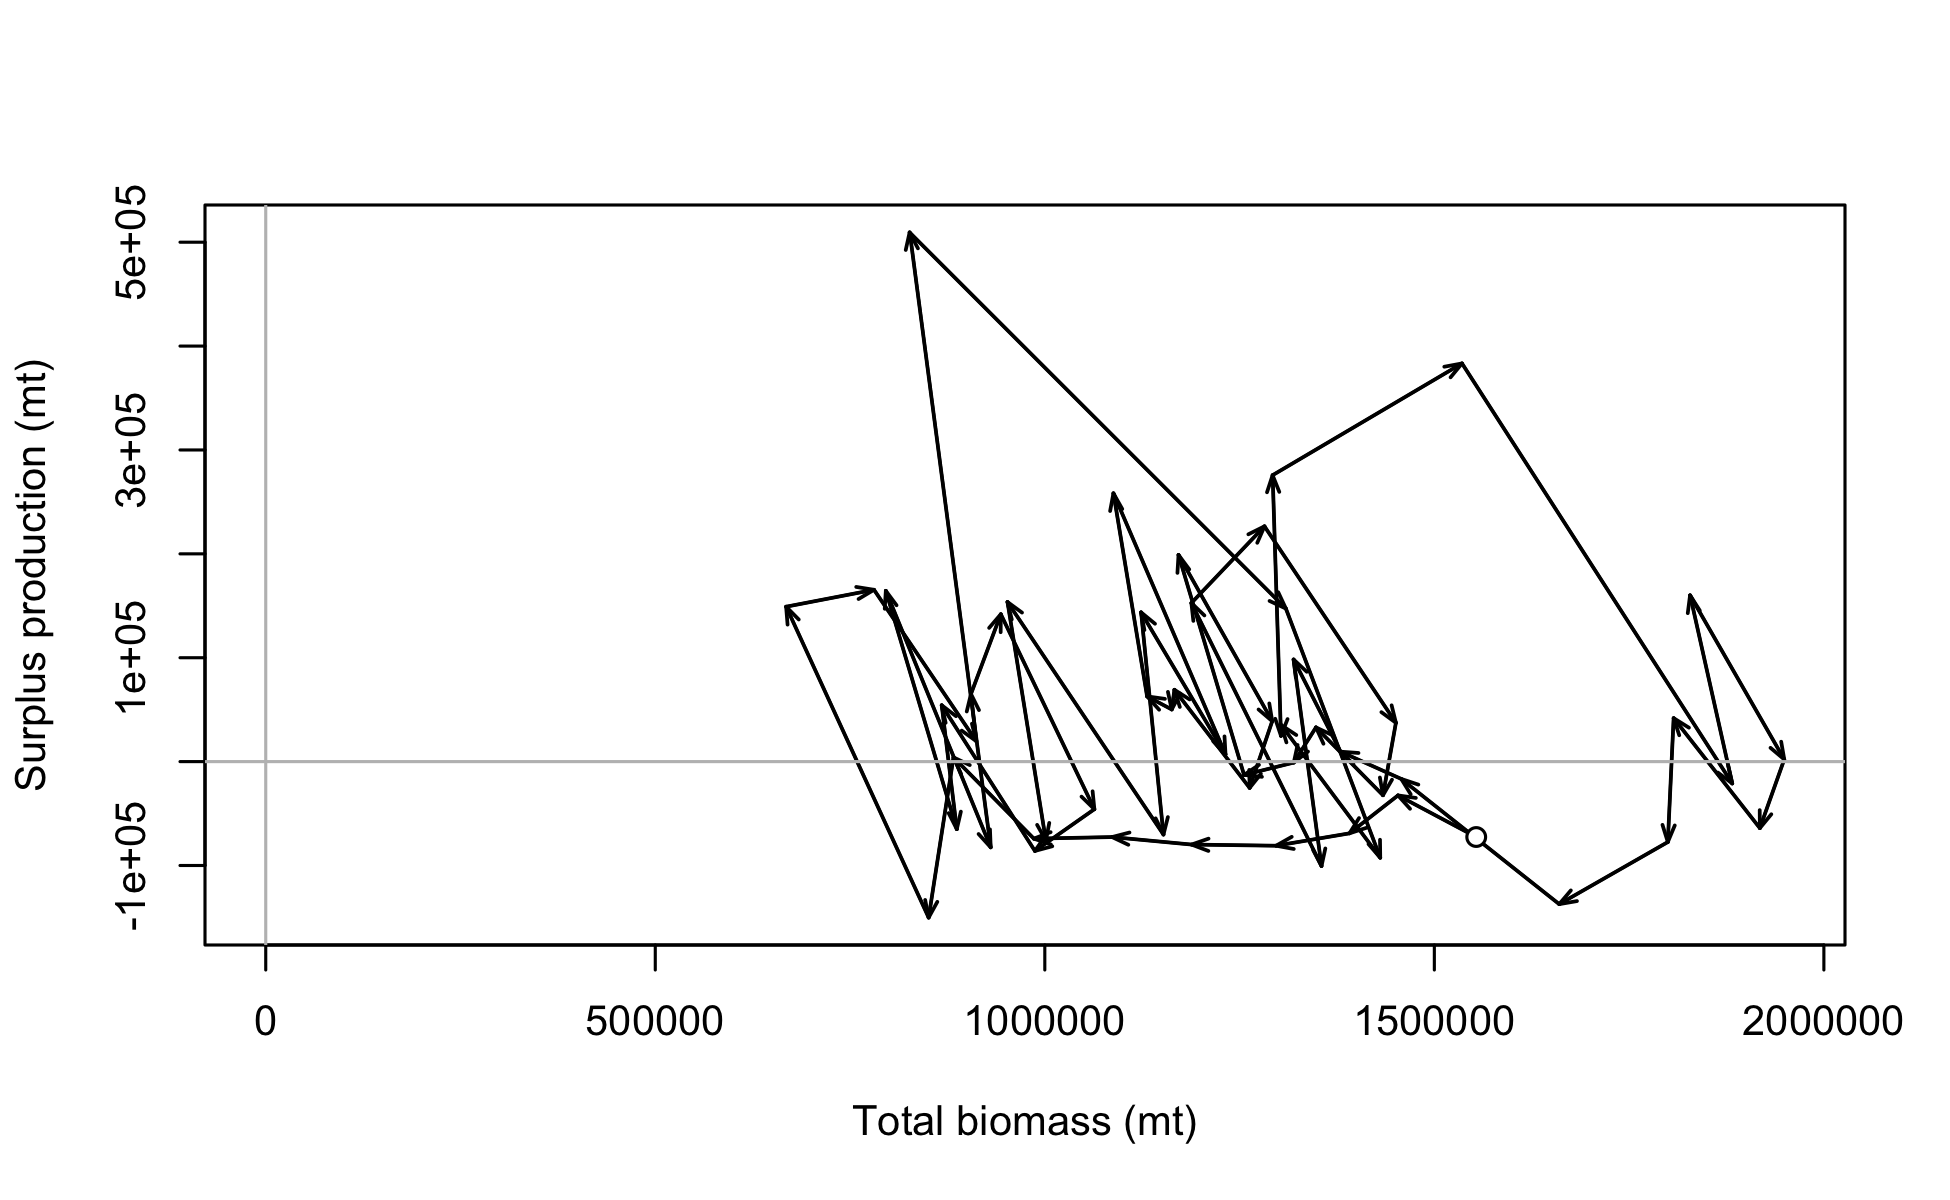 5e+05
3e+05
1e+05
-1e+05
Surplus production (mt)
0 500000 1000000 1500000 2000000
Total biomass (mt)